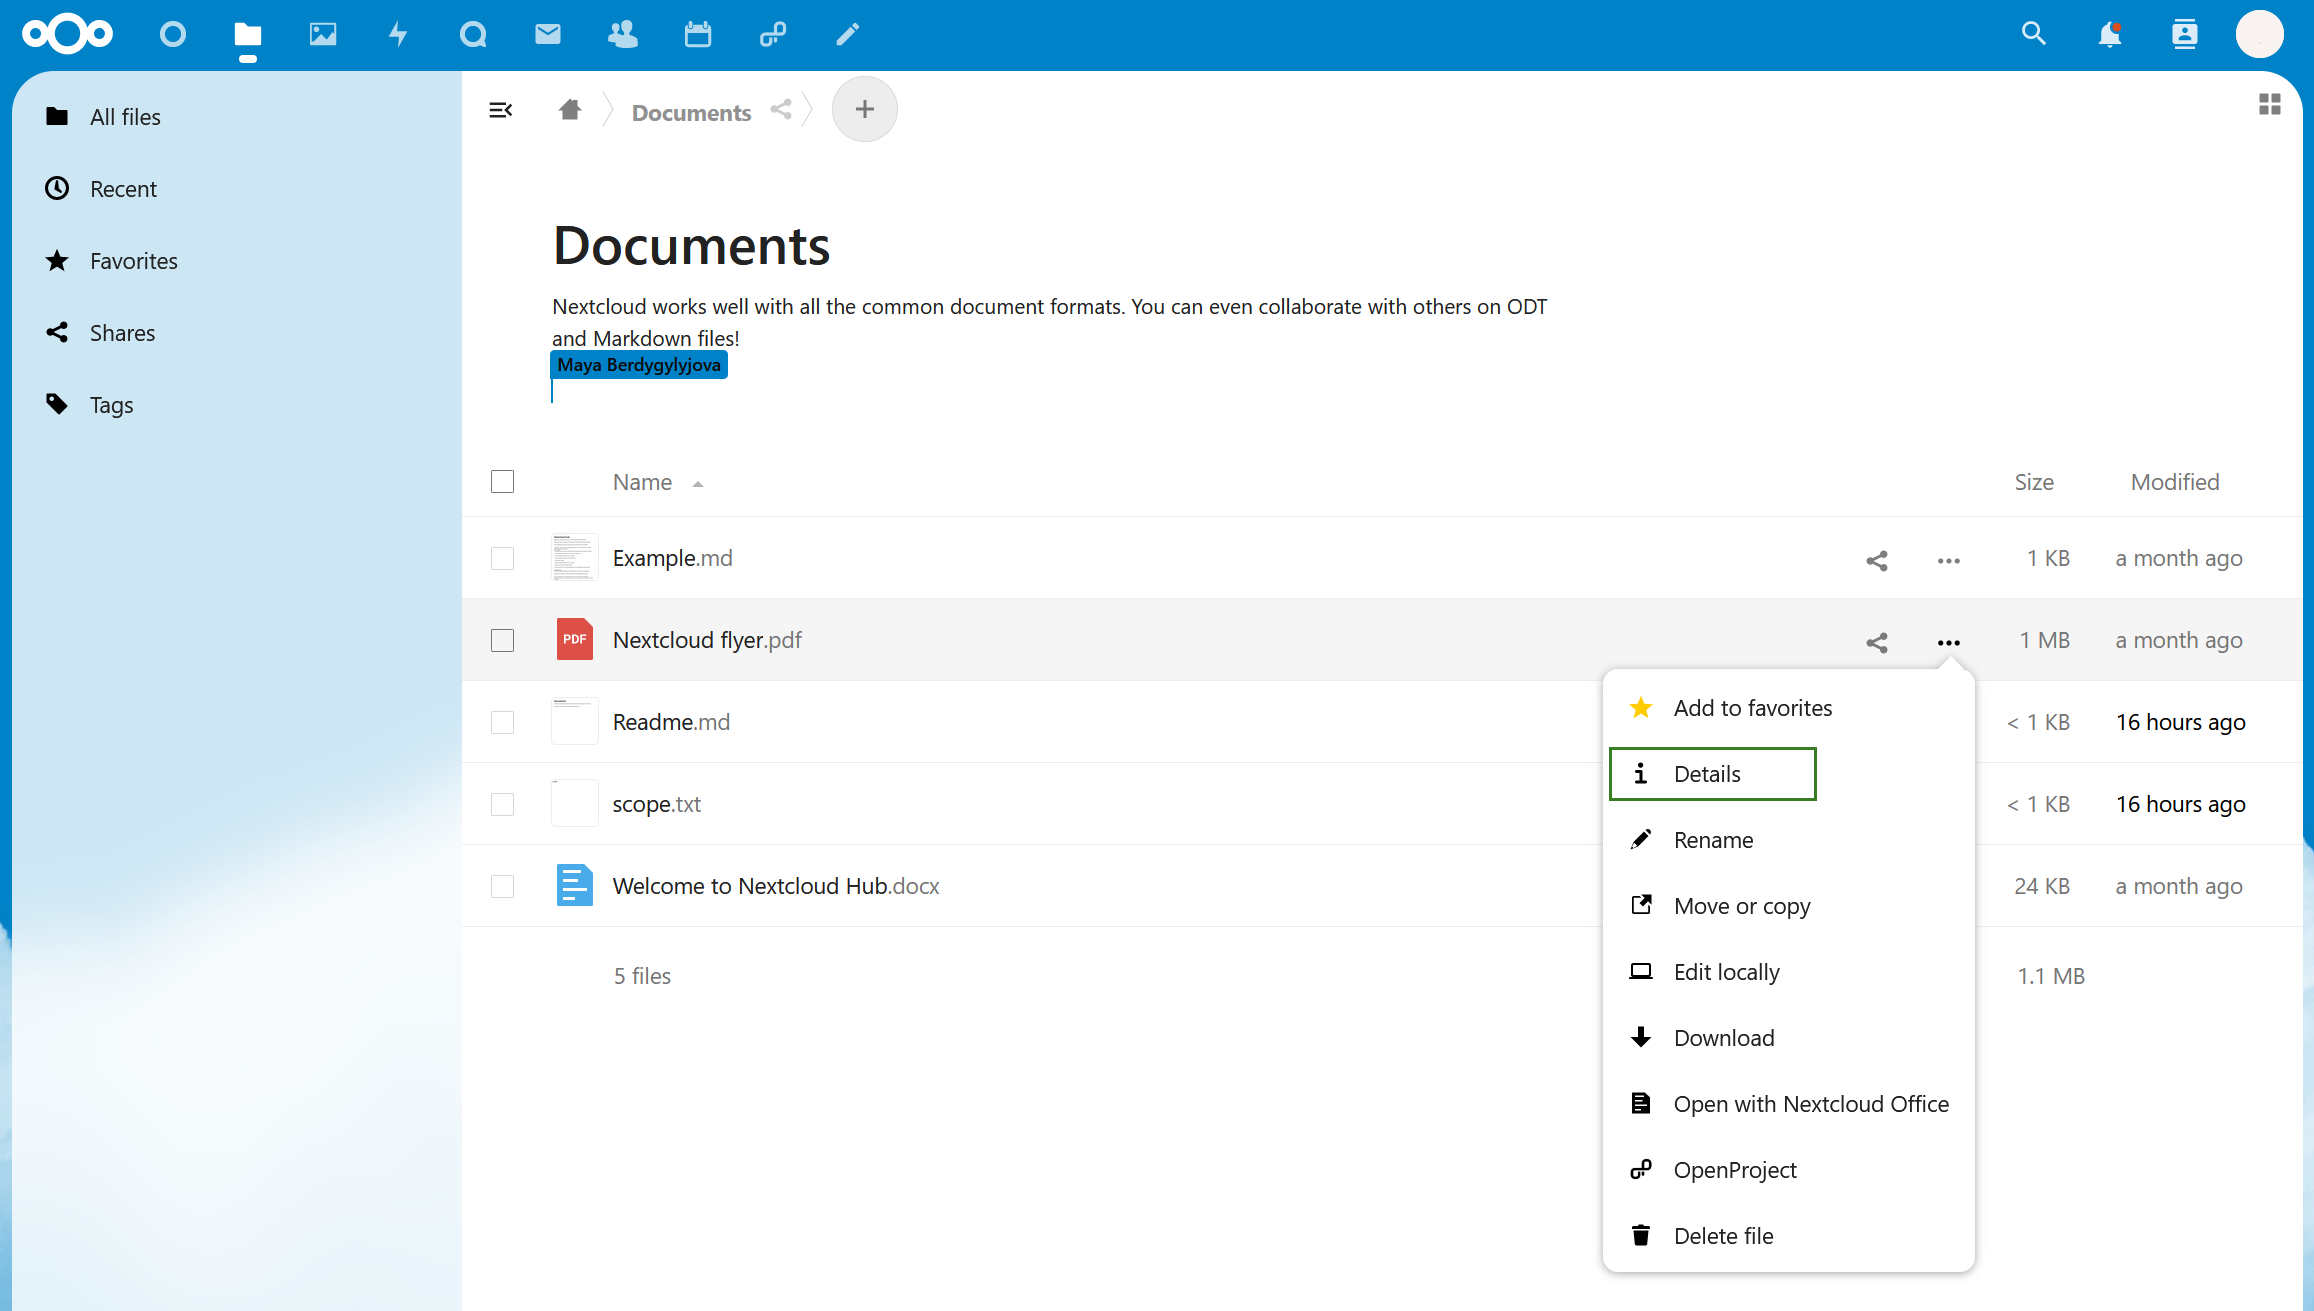 All files
Recent
Favorites
Shares
Tags
Documents
Documents
Nextcloud works well with all the common document formats. You can even collaborate with others on ODT
and Markdown files!
Maya Berdygylyjova
Name Size Modified
Example.md 1 KB a month ago
PDF Nextcloud flyer.pdf 1 MB a month ago
Readme.md < 1 KB 16 hours ago
scope.txt < 1 KB 16 hours ago
Welcome to Nextcloud Hub.docx 24 KB a month ago
5 files 1.1 MB
Add to favorites
Details
Rename
Move or copy
Edit locally
Download
Open with Nextcloud Office
OpenProject
Delete file